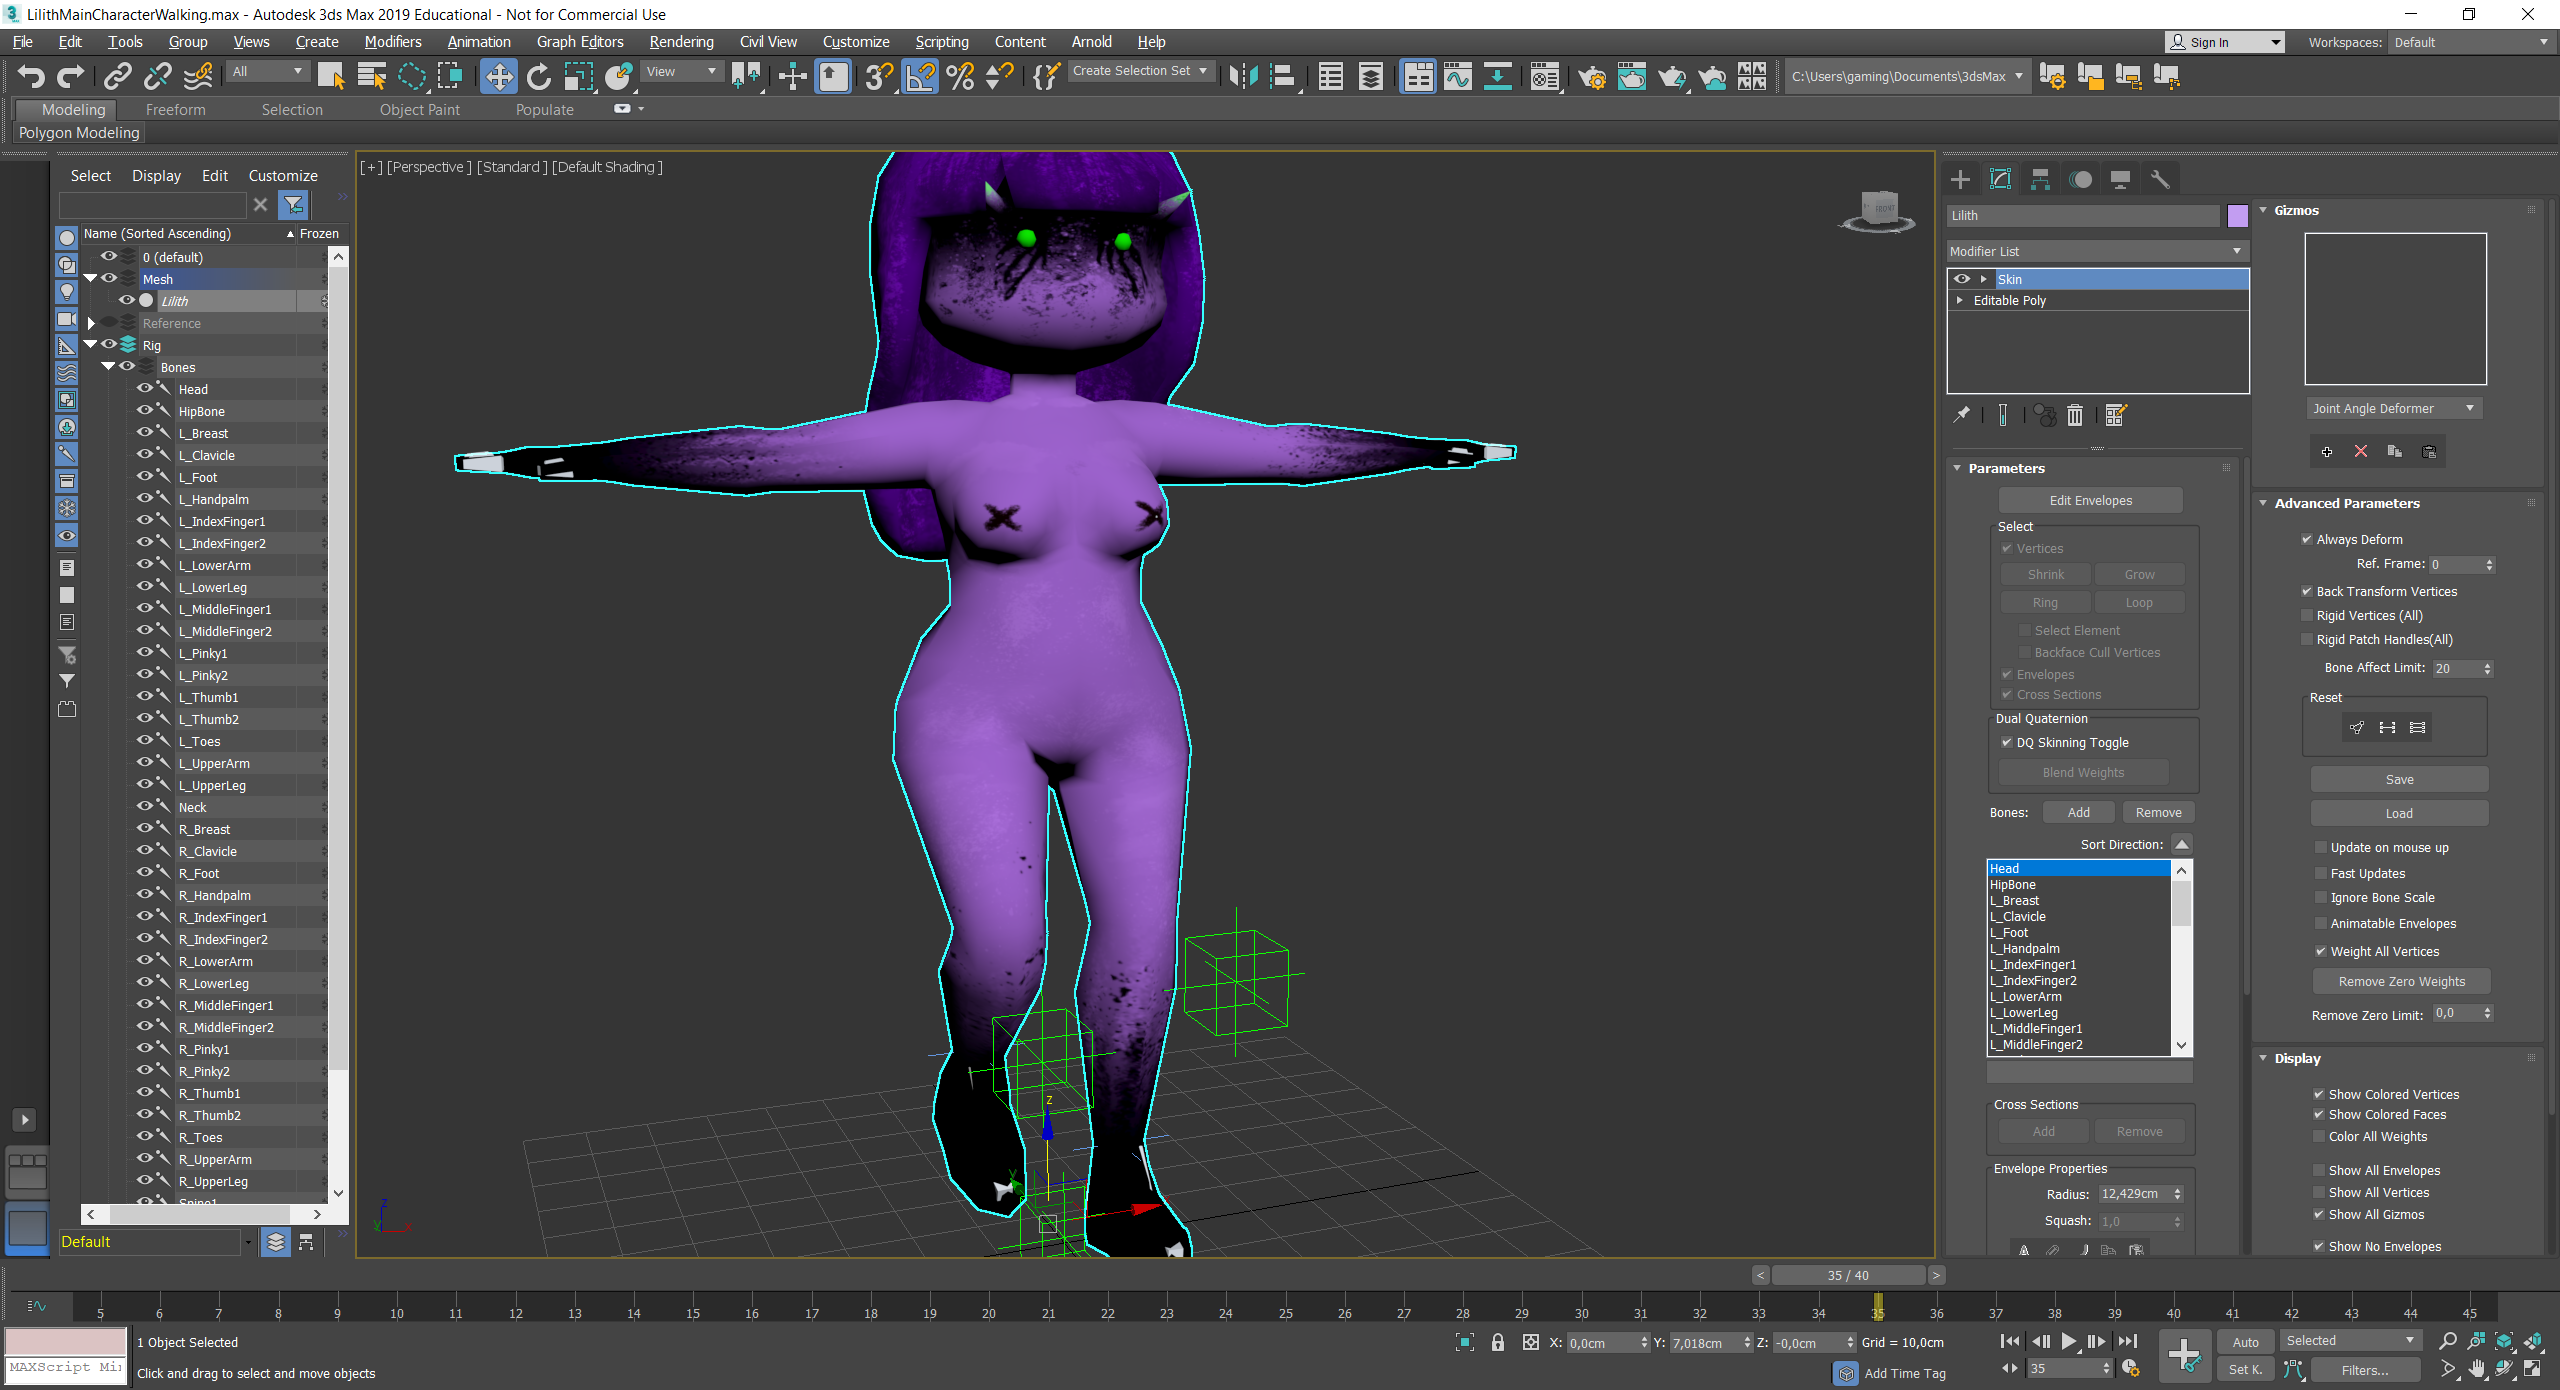 LilithMainCharacterWalking.max - Autodesk 3ds Max 2019 Educational - Not for Commercial Use
File Edit Tools Group Views Create Modifiers Animation Graph Editors Rendering Civil View Customize Scripting Content Arnold Help
Sign In Workspaces: Default
All View Create Selection Set C:\Users\gaming\Documents\3dsMax
Modeling Freeform Selection Object Paint Populate
Polygon Modeling
Select Display Edit Customize
Name (Sorted Ascending) Frozen
0 (default)
Mesh
Lilith
Reference
Rig
Bones
Head
HipBone
L_Breast
L_Clavicle
L_Foot
L_Handpalm
L_IndexFinger1
L_IndexFinger2
L_LowerArm
L_LowerLeg
L_MiddleFinger1
L_MiddleFinger2
L_Pinky1
L_Pinky2
L_Thumb1
L_Thumb2
L_Toes
L_UpperArm
L_UpperLeg
Neck
R_Breast
R_Clavicle
R_Foot
R_Handpalm
R_IndexFinger1
R_IndexFinger2
R_LowerArm
R_LowerLeg
R_MiddleFinger1
R_MiddleFinger2
R_Pinky1
R_Pinky2
R_Thumb1
R_Thumb2
R_Toes
R_UpperArm
R_UpperLeg
Default
[+] [Perspective] [Standard] [Default Shading]
FRONT
z
Z
Lilith
Modifier List
Skin
Editable Poly
Parameters
Edit Envelopes
Select
Vertices
Shrink Grow
Ring Loop
Select Element
Backface Cull Vertices
Envelopes
Cross Sections
Dual Quaternion
DQ Skinning Toggle
Blend Weights
Bones: Add Remove
Sort Direction:
Head
HipBone
L_Breast
L_Clavicle
L_Foot
L_Handpalm
L_IndexFinger1
L_IndexFinger2
L_LowerArm
L_LowerLeg
L_MiddleFinger1
L_MiddleFinger2
Cross Sections
Add Remove
Envelope Properties
Radius: 12,429cm
Squash: 1,0
Gizmos
Joint Angle Deformer
Advanced Parameters
Always Deform
Ref. Frame: 0
Back Transform Vertices
Rigid Vertices (All)
Rigid Patch Handles(All)
Bone Affect Limit: 20
Reset
Save
Load
Update on mouse up
Fast Updates
Ignore Bone Scale
Animatable Envelopes
Weight All Vertices
Remove Zero Weights
Remove Zero Limit: 0,0
Display
Show Colored Vertices
Show Colored Faces
Color All Weights
Show All Envelopes
Show All Vertices
Show All Gizmos
Show No Envelopes
< 35 / 40 >
5 6 7 8 9 10 11 12 13 14 15 16 17 18 19 20 21 22 23 24 25 26 27 28 29 30 31 32 33 34 35 36 37 38 39 40 41 42 43 44 45
1 Object Selected X: 0,0cm Y: 7,018cm Z: -0,0cm Grid = 10,0cm Auto Selected
MAXScript Mi Click and drag to select and move objects Add Time Tag 35 Set K. Filters...